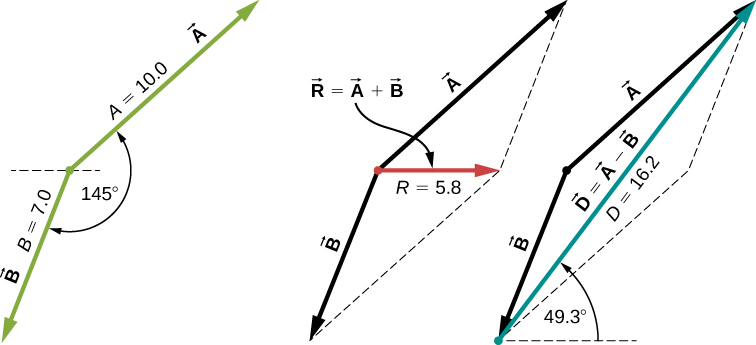 A⃗
A = 10.0
145°
B = 7.0
B⃗
R⃗ = A⃗ + B⃗
A⃗
R = 5.8
B⃗
A⃗
D⃗ = A⃗ − B⃗
D = 16.2
B⃗
49.3°